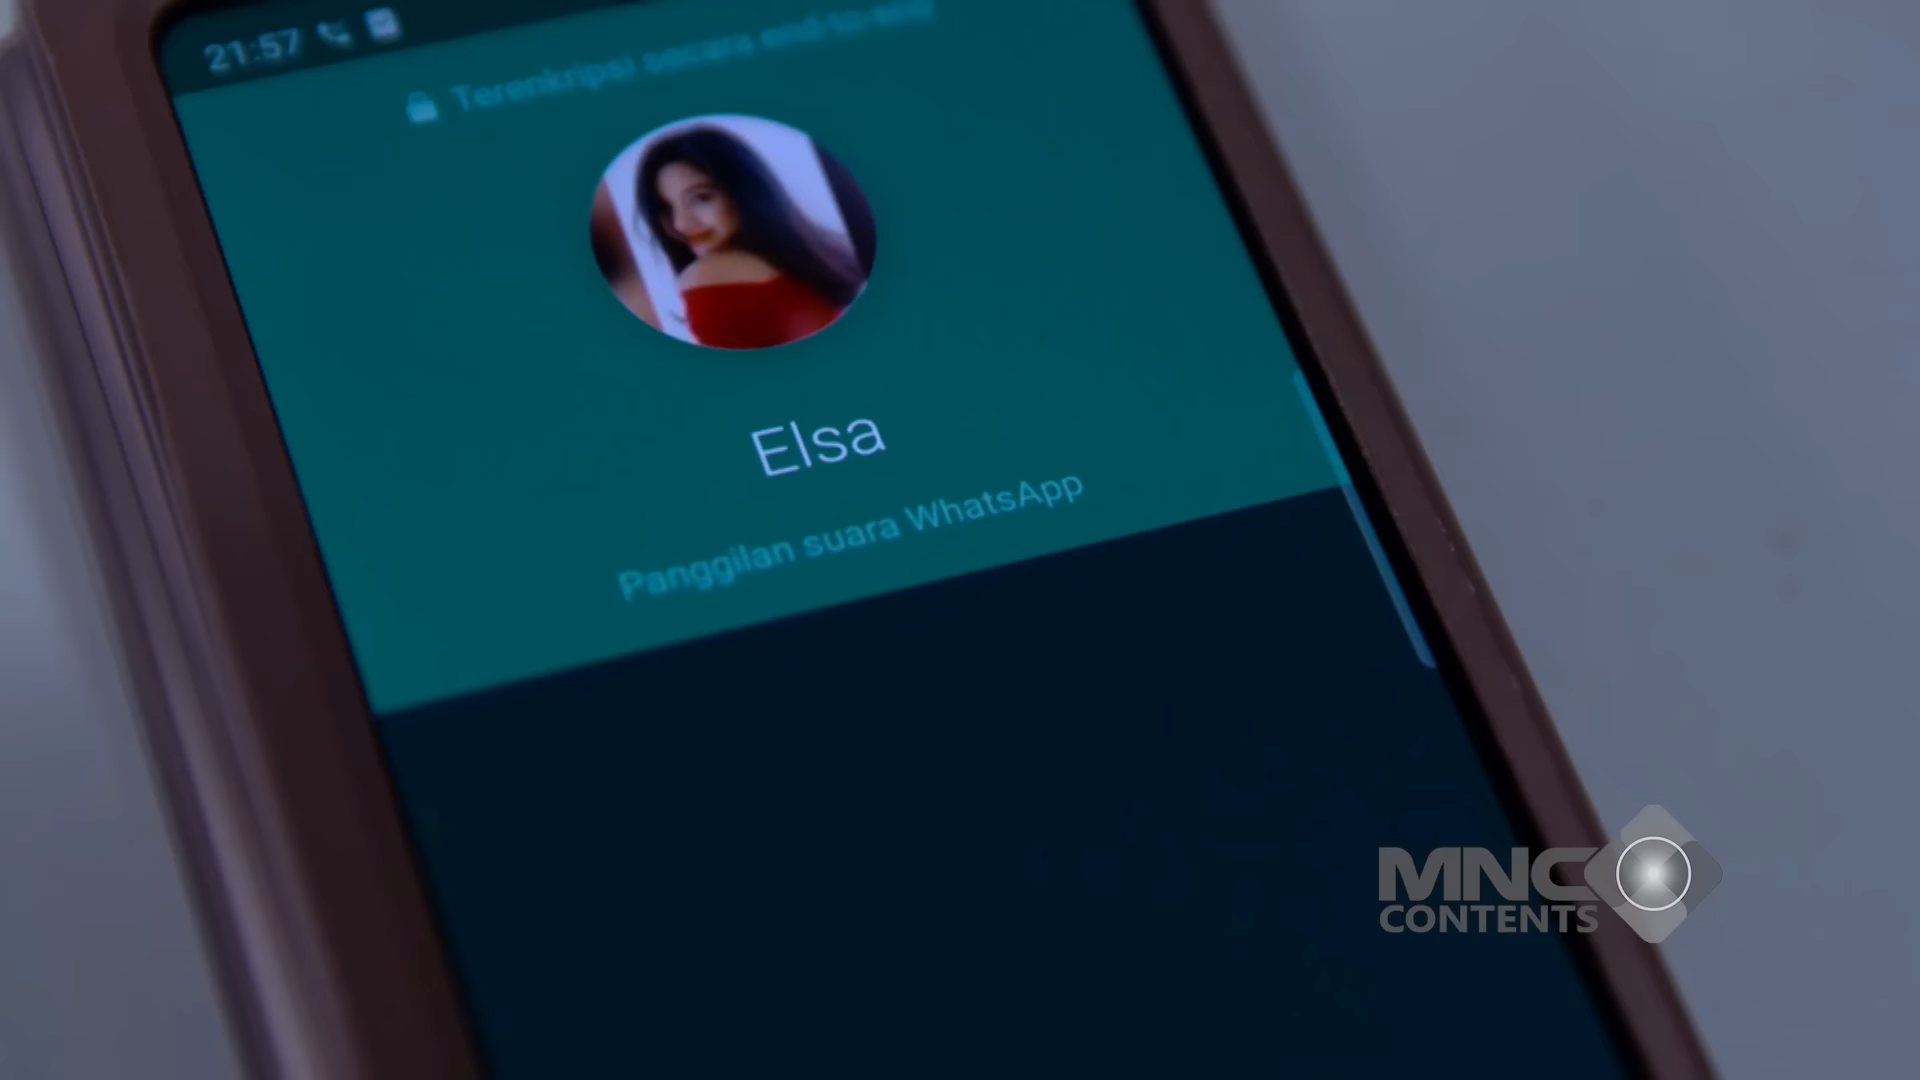 21:57
Terenkripsi secara end-to-end
Elsa
Panggilan suara WhatsApp
MNC
CONTENTS